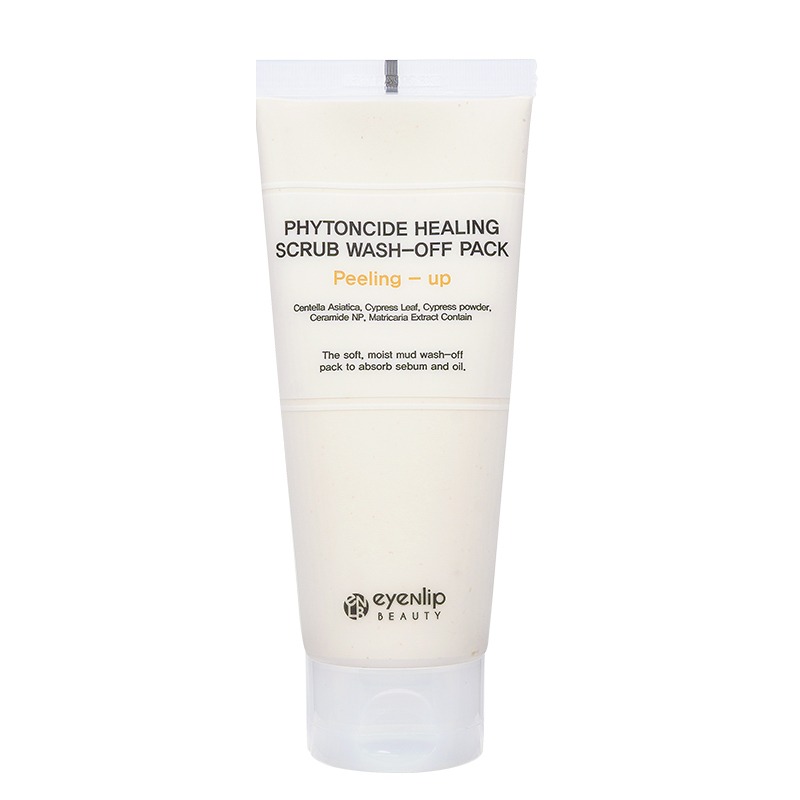 PHYTONCIDE HEALING
SCRUB WASH-OFF PACK
Peeling - up
Centella Asiatica, Cypress Leaf, Cypress powder,
Ceramide NP, Matricaria Extract Contain
The soft, moist mud wash-off
pack to absorb sebum and oil.
eyenlip
BEAUTY